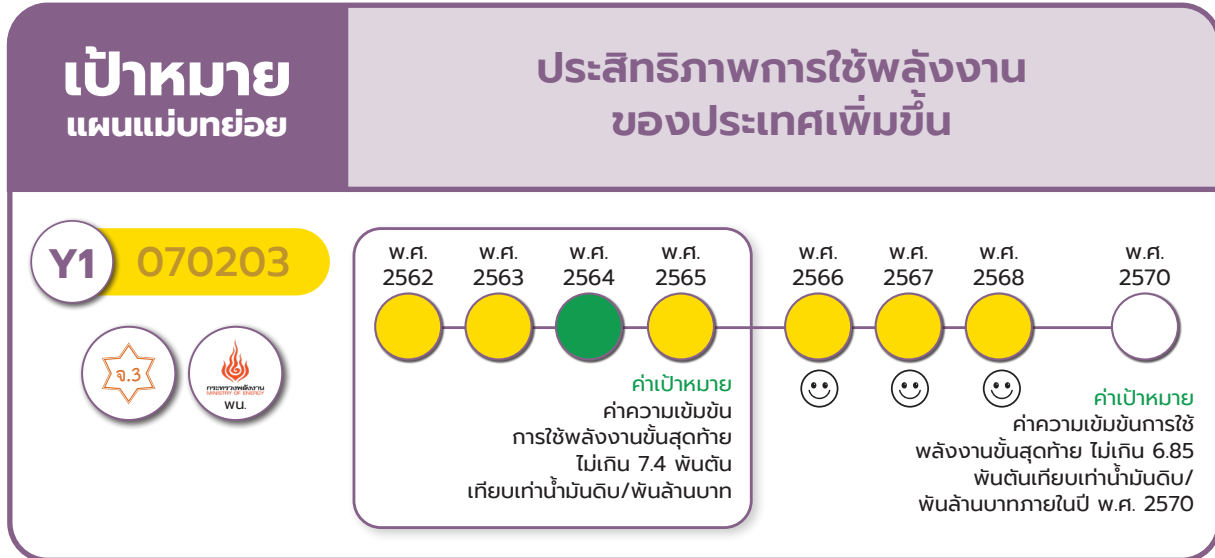 เป้าหมาย
แผนแม่บทย่อย
ประสิทธิภาพการใช้พลังงาน
ของประเทศเพิ่มขึ้น
Y1
070203
จ.3
กระทรวงพลังงาน
MINISTRY OF ENERGY
พน.
พ.ศ.
2562
พ.ศ.
2563
พ.ศ.
2564
พ.ศ.
2565
พ.ศ.
2566
พ.ศ.
2567
พ.ศ.
2568
พ.ศ.
2570
ค่าเป้าหมาย
ค่าความเข้มข้น
การใช้พลังงานขั้นสุดท้าย
ไม่เกิน 7.4 พันตัน
เทียบเท่าน้ำมันดิบ/พันล้านบาท
ค่าเป้าหมาย
ค่าความเข้มข้นการใช้
พลังงานขั้นสุดท้าย ไม่เกิน 6.85
พันตันเทียบเท่าน้ำมันดิบ/
พันล้านบาทภายในปี พ.ศ. 2570